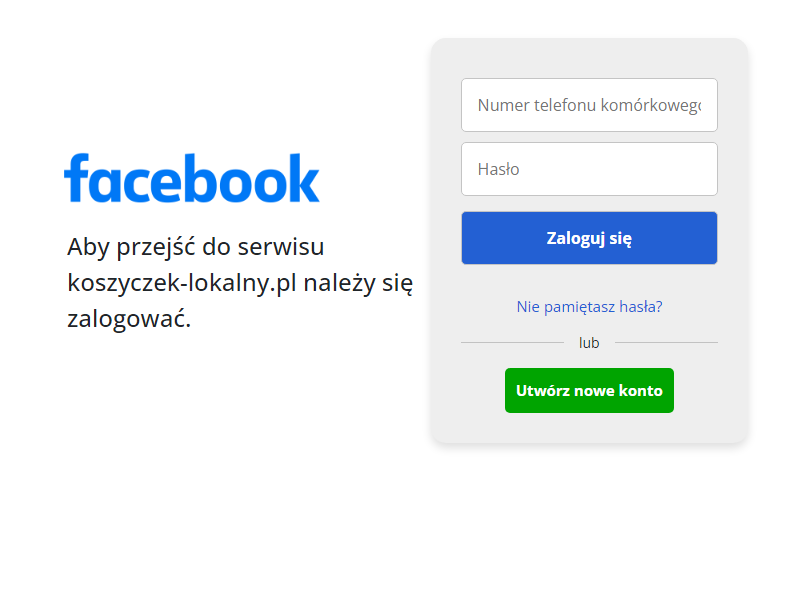 facebook
Aby przejść do serwisu
koszyczek-lokalny.pl należy się
zalogować.
Numer telefonu komórkowego
Hasło
Zaloguj się
Nie pamiętasz hasła?
lub
Utwórz nowe konto